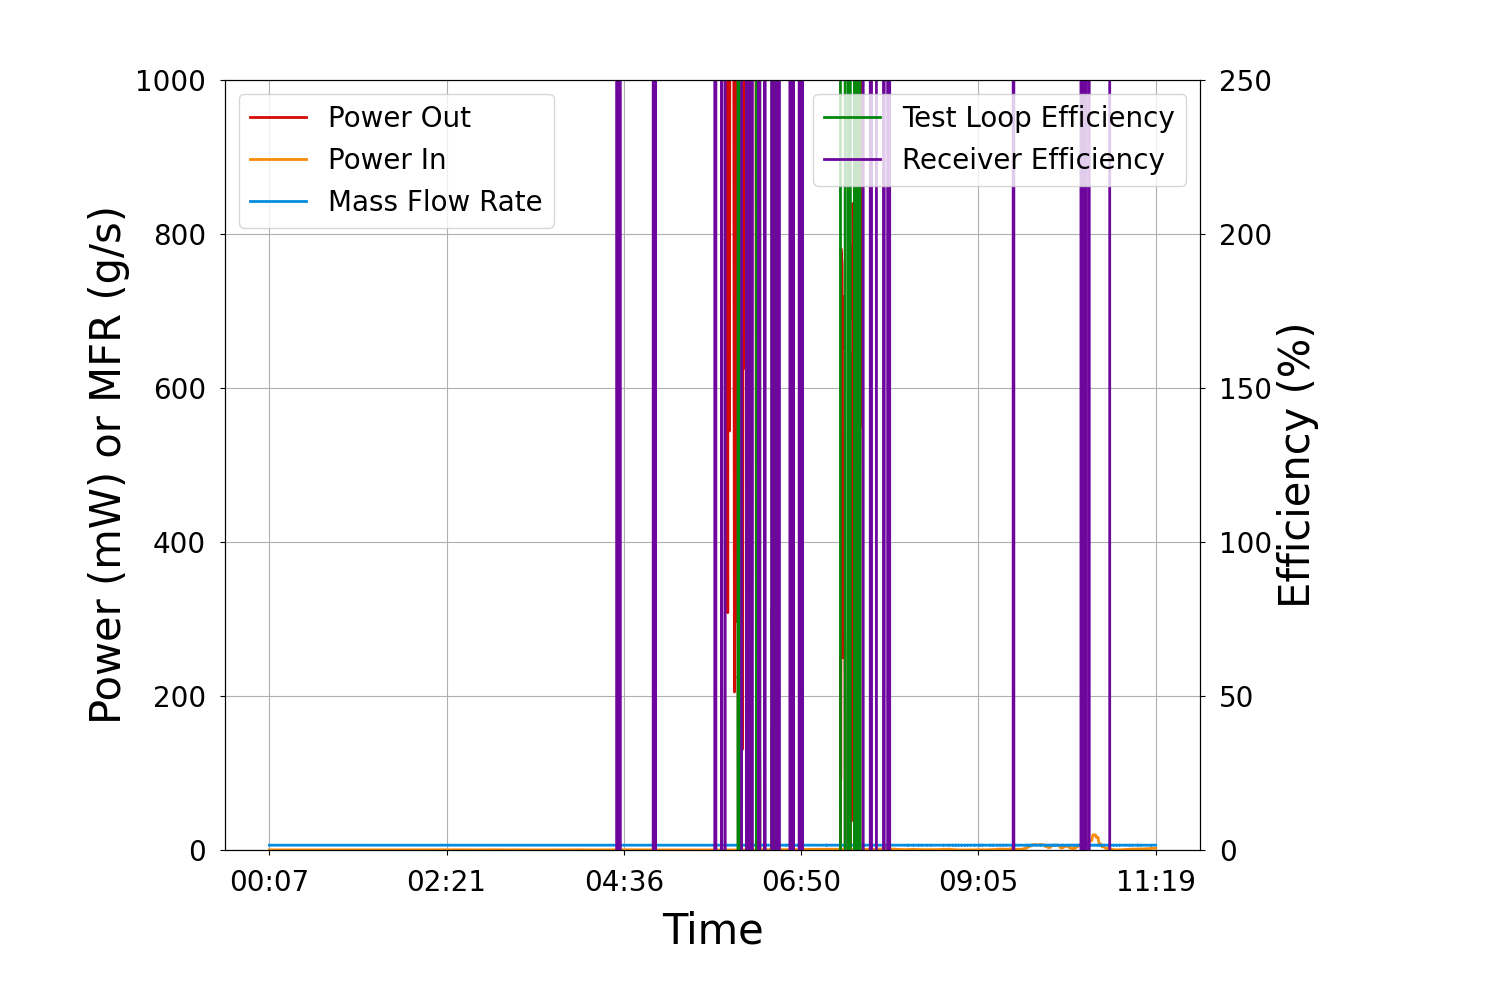 Power Out
Power In
Mass Flow Rate
Test Loop Efficiency
Receiver Efficiency
1000
800
600
400
200
0
Power (mW) or MFR (g/s)
250
200
150
100
50
0
Efficiency (%)
00:07 02:21 04:36 06:50 09:05 11:19
Time